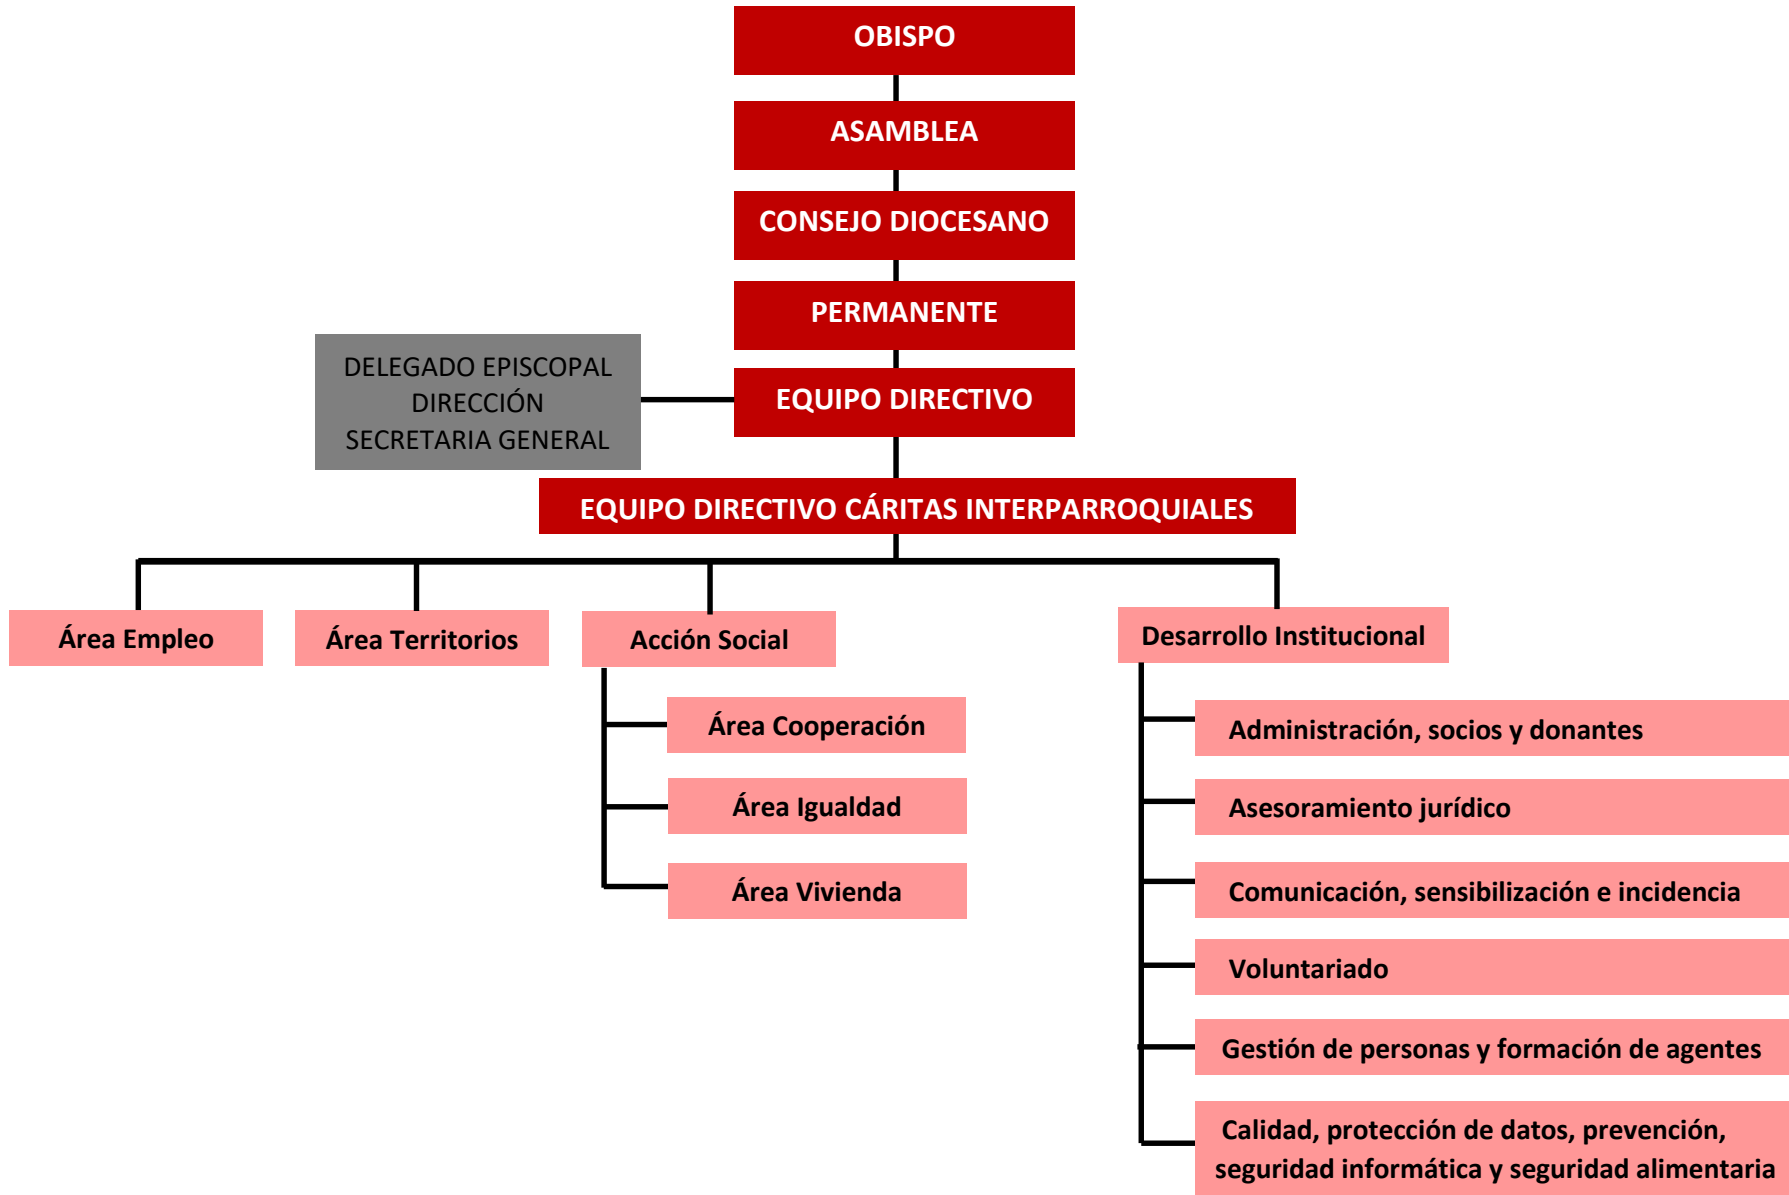 OBISPO
ASAMBLEA
CONSEJO DIOCESANO
PERMANENTE
DELEGADO EPISCOPAL
DIRECCIÓN
SECRETARIA GENERAL
EQUIPO DIRECTIVO
EQUIPO DIRECTIVO CÁRITAS INTERPARROQUIALES
Área Empleo
Área Territorios
Acción Social
Desarrollo Institucional
Área Cooperación
Área Igualdad
Área Vivienda
Administración, socios y donantes
Asesoramiento jurídico
Comunicación, sensibilización e incidencia
Voluntariado
Gestión de personas y formación de agentes
Calidad, protección de datos, prevención,
seguridad informática y seguridad alimentaria